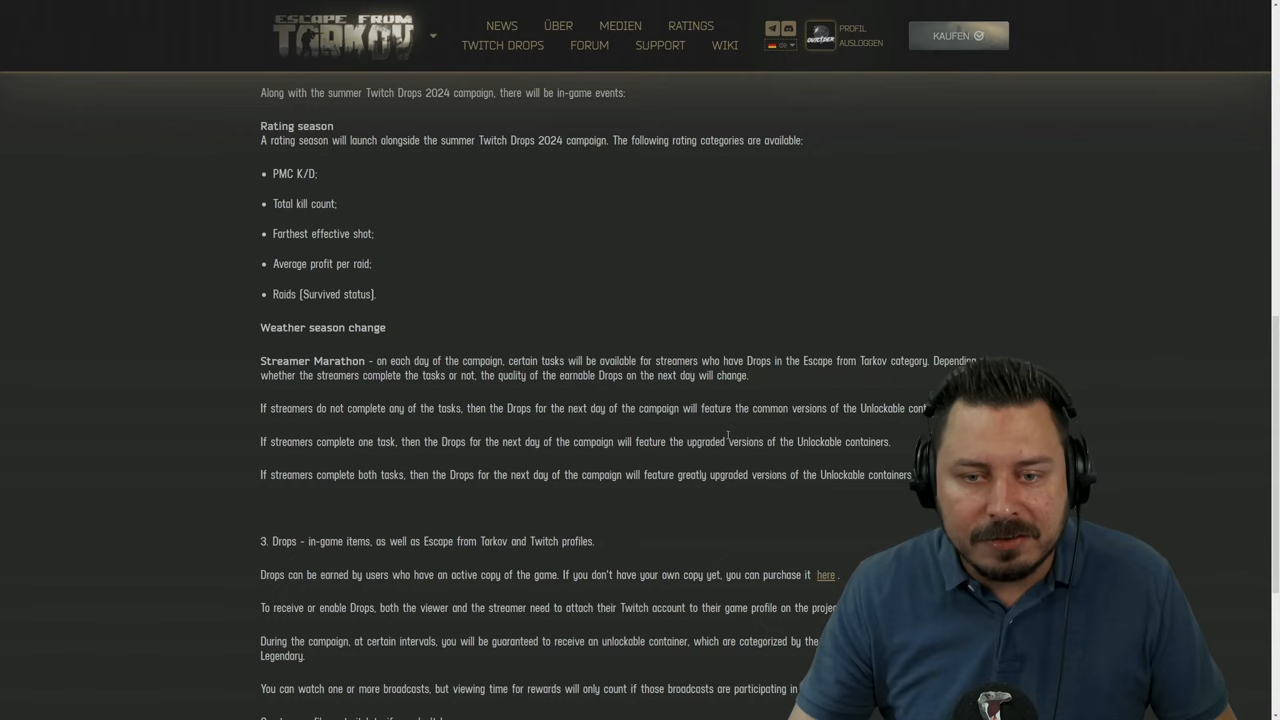 ESCAPE FROM
TARKOV
NEWS ÜBER MEDIEN RATINGS
TWITCH DROPS FORUM SUPPORT WIKI
de
PROFIL
AUSLOGGEN
KAUFEN
Along with the summer Twitch Drops 2024 campaign, there will be in-game events:
Rating season
A rating season will launch alongside the summer Twitch Drops 2024 campaign. The following rating categories are available:
• PMC K/D;
• Total kill count;
• Farthest effective shot;
• Average profit per raid;
• Raids [Survived status].
Weather season change
Streamer Marathon - on each day of the campaign, certain tasks will be available for streamers who have Drops in the Escape from Tarkov category. Depending
whether the streamers complete the tasks or not, the quality of the earnable Drops on the next day will change.
If streamers do not complete any of the tasks, then the Drops for the next day of the campaign will feature the common versions of the Unlockable cont
If streamers complete one task, then the Drops for the next day of the campaign will feature the upgraded versions of the Unlockable containers.
If streamers complete both tasks, then the Drops for the next day of the campaign will feature greatly upgraded versions of the Unlockable containers
3. Drops - in-game items, as well as Escape from Tarkov and Twitch profiles.
Drops can be earned by users who have an active copy of the game. If you don't have your own copy yet, you can purchase it here .
To receive or enable Drops, both the viewer and the streamer need to attach their Twitch account to their game profile on the projec
During the campaign, at certain intervals, you will be guaranteed to receive an unlockable container, which are categorized by the
Legendary.
You can watch one or more broadcasts, but viewing time for rewards will only count if those broadcasts are participating in